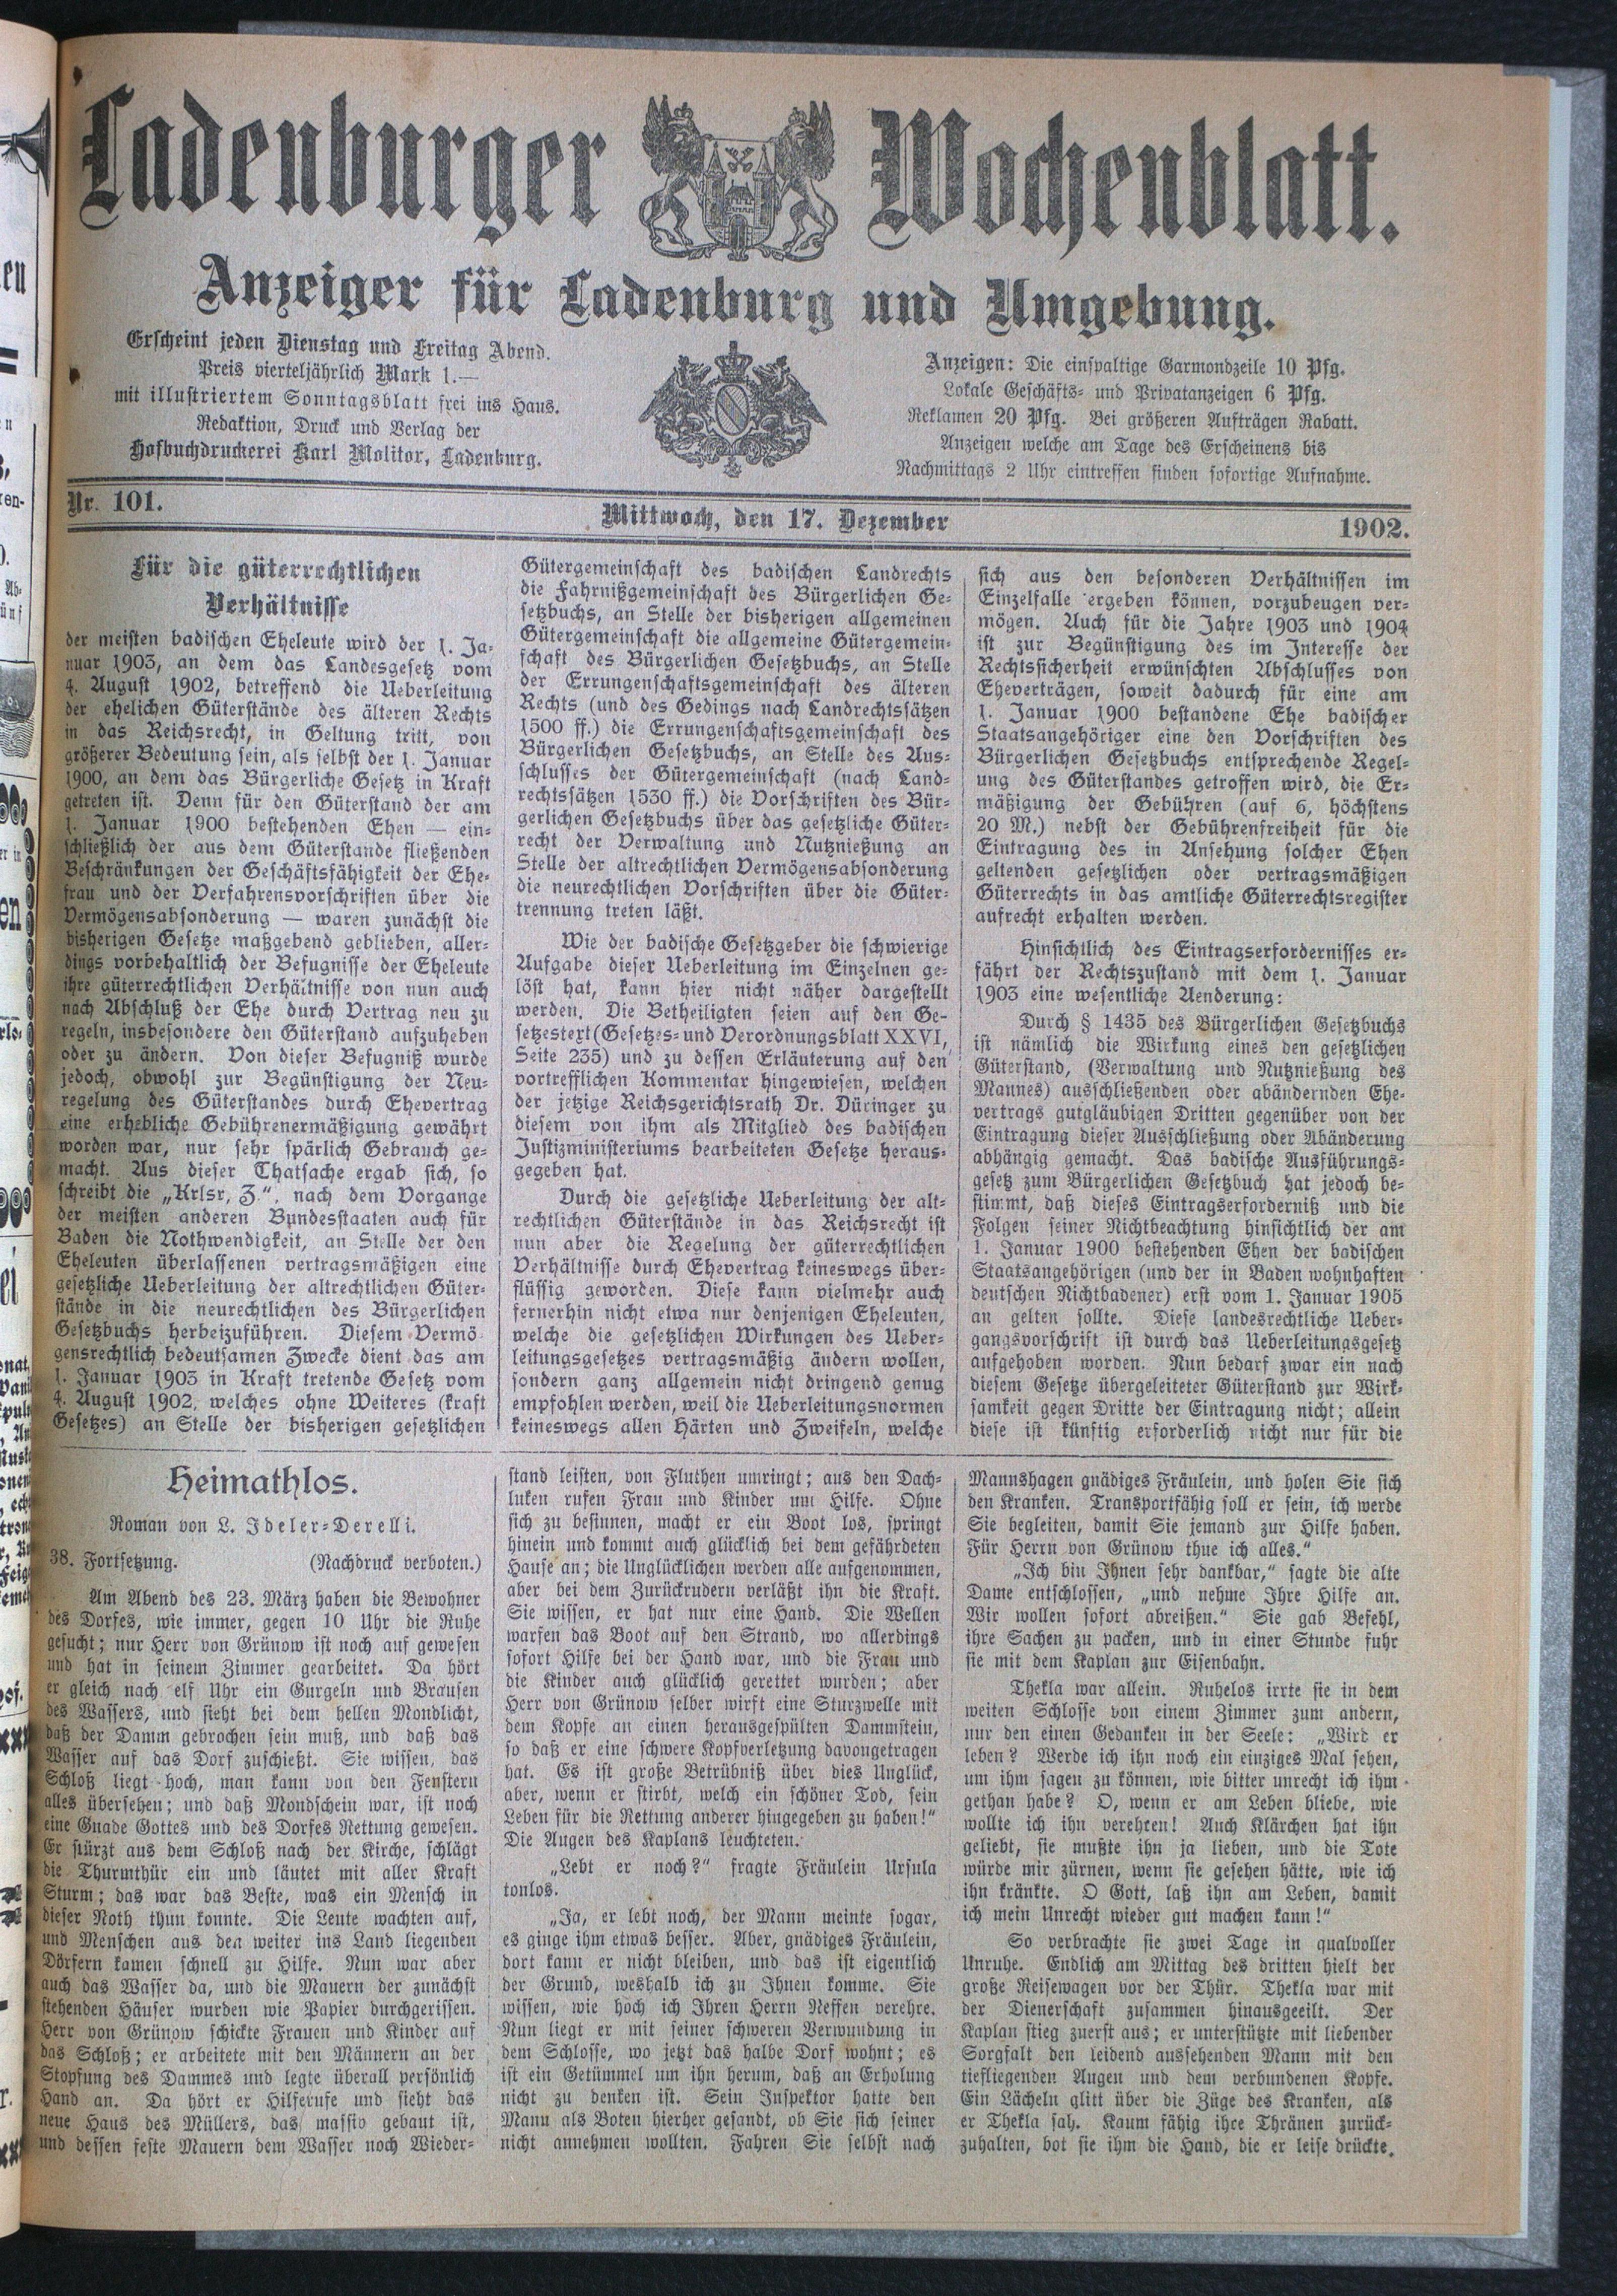 Ladenburger Wochenblatt.
Anzeiger für Ladenburg und Umgebung.
Erscheint jeden Dienstag und Freitag Abend.
Preis vierteljährlich Mark 1.—
mit illustriertem Sonntagsblatt frei ins Haus.
Redaktion, Druck und Verlag der
Hofbuchdruckerei Karl Molitor, Ladenburg.
Anzeigen: Die einspaltige Garmondzeile 10 Pfg.
Lokale Geschäfts- und Privatanzeigen 6 Pfg.
Reklamen 20 Pfg. Bei größeren Aufträgen Rabatt.
Anzeigen welche am Tage des Erscheinens bis
Nachmittags 2 Uhr eintreffen finden sofortige Aufnahme.
Nr. 101.
Mittwoch, den 17. Dezember
1902.
Für die güterrechtlichen
Verhältnisse
der meisten badischen Eheleute wird der 1. Ja-
nuar 1903, an dem das Landesgesetz vom
4. August 1902, betreffend die Ueberleitung
der ehelichen Güterstände des älteren Rechts
in das Reichsrecht, in Geltung tritt, von
größerer Bedeutung sein, als selbst der 1. Januar
1900, an dem das Bürgerliche Gesetz in Kraft
getreten ist. Denn für den Güterstand der am
1. Januar 1900 bestehenden Ehen — ein-
schließlich der aus dem Güterstande fließenden
Beschränkungen der Geschäftsfähigkeit der Ehe-
frau und der Verfahrensvorschriften über die
Vermögensabsonderung — waren zunächst die
bisherigen Gesetze maßgebend geblieben, aller-
dings vorbehaltlich der Befugnisse der Eheleute
ihre güterrechtlichen Verhältnisse von nun auch
nach Abschluß der Ehe durch Vertrag neu zu
regeln, insbesondere den Güterstand aufzuheben
oder zu ändern. Von dieser Befugniß wurde
jedoch, obwohl zur Begünstigung der Neu-
regelung des Güterstandes durch Ehevertrag
eine erhebliche Gebührenermäßigung gewährt
worden war, nur sehr spärlich Gebrauch ge-
macht. Aus dieser Thatsache ergab sich, so
schreibt die „Krlsr, Z.“, nach dem Vorgange
der meisten anderen Bundesstaaten auch für
Baden die Nothwendigkeit, an Stelle der den
Eheleuten überlassenen vertragsmäßigen eine
gesetzliche Ueberleitung der altrechtlichen Güter-
stände in die neurechtlichen des Bürgerlichen
Gesetzbuchs herbeizuführen. Diesem Vermö-
gensrechtlich bedeutsamen Zwecke dient das am
1. Januar 1903 in Kraft tretende Gesetz vom
4. August 1902, welches ohne Weiteres (kraft
Gesetzes) an Stelle der bisherigen gesetzlichen
Gütergemeinschaft des badischen Landrechts
die Fahrnißgemeinschaft des Bürgerlichen Ge-
setzbuchs, an Stelle der bisherigen allgemeinen
Gütergemeinschaft die allgemeine Gütergemein-
schaft des Bürgerlichen Gesetzbuchs, an Stelle
der Errungenschaftsgemeinschaft des älteren
Rechts (und des Gedings nach Landrechtssätzen
1500 ff.) die Errungenschaftsgemeinschaft des
Bürgerlichen Gesetzbuchs, an Stelle des Aus-
schlusses der Gütergemeinschaft (nach Land-
rechtssätzen 1530 ff.) die Vorschriften des Bür-
gerlichen Gesetzbuchs über das gesetzliche Güter-
recht der Verwaltung und Nutznießung an
Stelle der altrechtlichen Vermögensabsonderung
die neurechtlichen Vorschriften über die Güter-
trennung treten läßt.
Wie der badische Gesetzgeber die schwierige
Aufgabe dieser Ueberleitung im Einzelnen ge-
löst hat, kann hier nicht näher dargestellt
werden. Die Betheiligten seien auf den Ge-
setzestext (Gesetzes- und Verordnungsblatt XXVI,
Seite 235) und zu dessen Erläuterung auf den
vortrefflichen Kommentar hingewiesen, welchen
der jetzige Reichsgerichtsrath Dr. Düringer zu
diesem von ihm als Mitglied des badischen
Justizministeriums bearbeiteten Gesetze heraus-
gegeben hat.
Durch die gesetzliche Ueberleitung der alt-
rechtlichen Güterstände in das Reichsrecht ist
nun aber die Regelung der güterrechtlichen
Verhältnisse durch Ehevertrag keineswegs über-
flüssig geworden. Diese kann vielmehr auch
fernerhin nicht etwa nur denjenigen Eheleuten,
welche die gesetzlichen Wirkungen des Ueber-
leitungsgesetzes vertragsmäßig ändern wollen,
sondern ganz allgemein nicht dringend genug
empfohlen werden, weil die Ueberleitungsnormen
keineswegs allen Härten und Zweifeln, welche
sich aus den besonderen Verhältnissen im
Einzelfalle ergeben können, vorzubeugen ver-
mögen. Auch für die Jahre 1903 und 1904
ist zur Begünstigung des im Interesse der
Rechtssicherheit erwünschten Abschlusses von
Eheverträgen, soweit dadurch für eine am
1. Januar 1900 bestandene Ehe badischer
Staatsangehöriger eine den Vorschriften des
Bürgerlichen Gesetzbuchs entsprechende Regel-
ung des Güterstandes getroffen wird, die Er-
mäßigung der Gebühren (auf 6, höchstens
20 M.) nebst der Gebührenfreiheit für die
Eintragung des in Ansehung solcher Ehen
geltenden gesetzlichen oder vertragsmäßigen
Güterrechts in das amtliche Güterrechtsregister
aufrecht erhalten werden.
Hinsichtlich des Eintragserfordernisses er-
fährt der Rechtszustand mit dem 1. Januar
1903 eine wesentliche Aenderung:
Durch § 1435 des Bürgerlichen Gesetzbuchs
ist nämlich die Wirkung eines den gesetzlichen
Güterstand, (Verwaltung und Nutznießung des
Mannes) ausschließenden oder abändernden Ehe-
vertrags gutgläubigen Dritten gegenüber von der
Eintragung dieser Ausschließung oder Abänderung
abhängig gemacht. Das badische Ausführungs-
gesetz zum Bürgerlichen Gesetzbuch hat jedoch be-
stimmt, daß dieses Eintragserforderniß und die
Folgen seiner Nichtbeachtung hinsichtlich der am
1. Januar 1900 bestehenden Ehen der badischen
Staatsangehörigen (und der in Baden wohnhaften
deutschen Nichtbadener) erst vom 1. Januar 1905
an gelten sollte. Diese landesrechtliche Ueber-
gangsvorschrift ist durch das Ueberleitungsgesetz
aufgehoben worden. Nun bedarf zwar ein nach
diesem Gesetze übergeleiteter Güterstand zur Wirk-
samkeit gegen Dritte der Eintragung nicht; allein
diese ist künftig erforderlich nicht nur für die
Heimathlos.
Roman von L. Ideler-Derelli.
38. Fortsetzung. (Nachdruck verboten.)
Am Abend des 23. März haben die Bewohner
des Dorfes, wie immer, gegen 10 Uhr die Ruhe
gesucht; nur Herr von Grünow ist noch auf gewesen
und hat in seinem Zimmer gearbeitet. Da hört
er gleich nach elf Uhr ein Gurgeln und Brausen
des Wassers, und sieht bei dem hellen Mondlicht,
daß der Damm gebrochen sein muß, und daß das
Wasser auf das Dorf zuschießt. Sie wissen, das
Schloß liegt hoch, man kann von den Fenstern
alles übersehen; und daß Mondschein war, ist noch
eine Gnade Gottes und des Dorfes Rettung gewesen.
Er stürzt aus dem Schloß nach der Kirche, schlägt
die Thurmthür ein und läutet mit aller Kraft
Sturm; das war das Beste, was ein Mensch in
dieser Noth thun konnte. Die Leute wachten auf,
und Menschen aus den weiter ins Land liegenden
Dörfern kamen schnell zu Hilfe. Nun war aber
auch das Wasser da, und die Mauern der zunächst
stehenden Häuser wurden wie Papier durchgerissen.
Herr von Grünow schickte Frauen und Kinder auf
das Schloß; er arbeitete mit den Männern an der
Stopfung des Dammes und legte überall persönlich
Hand an. Da hört er Hilferufe und sieht das
neue Haus des Müllers, das massiv gebaut ist,
und dessen feste Mauern dem Wasser noch Wieder-
stand leisten, von Fluthen umringt; aus den Dach-
luken rufen Frau und Kinder um Hilfe. Ohne
sich zu besinnen, macht er ein Boot los, springt
hinein und kommt auch glücklich bei dem gefährdeten
Hause an; die Unglücklichen werden alle aufgenommen,
aber bei dem Zurückrudern verläßt ihn die Kraft.
Sie wissen, er hat nur eine Hand. Die Wellen
warfen das Boot auf den Strand, wo allerdings
sofort Hilfe bei der Hand war, und die Frau und
die Kinder auch glücklich gerettet wurden; aber
Herr von Grünow selber wirft eine Sturzwelle mit
dem Kopfe an einen herausgespülten Dammstein,
so daß er eine schwere Kopfverletzung davongetragen
hat. Es ist große Betrübniß über dies Unglück,
aber, wenn er stirbt, welch ein schöner Tod, sein
Leben für die Rettung anderer hingegeben zu haben!“
Die Augen des Kaplans leuchteten.
„Lebt er noch?“ fragte Fräulein Ursula
tonlos.
„Ja, er lebt noch, der Mann meinte sogar,
es ginge ihm etwas besser. Aber, gnädiges Fräulein,
dort kann er nicht bleiben, und das ist eigentlich
der Grund, weshalb ich zu Ihnen komme. Sie
wissen, wie hoch ich Ihren Herrn Neffen verehre.
Nun liegt er mit seiner schweren Verwundung in
dem Schlosse, wo jetzt das halbe Dorf wohnt; es
ist ein Getümmel um ihn herum, daß an Erholung
nicht zu denken ist. Sein Inspektor hatte den
Mann als Boten hierher gesandt, ob Sie sich seiner
nicht annehmen wollten. Fahren Sie selbst nach
Mannshagen gnädiges Fräulein, und holen Sie sich
den Kranken. Transportfähig soll er sein, ich werde
Sie begleiten, damit Sie jemand zur Hilfe haben.
Für Herrn von Grünow thue ich alles.“
„Ich bin Ihnen sehr dankbar,“ sagte die alte
Dame entschlossen, „und nehme Ihre Hilfe an.
Wir wollen sofort abreißen.“ Sie gab Befehl,
ihre Sachen zu packen, und in einer Stunde fuhr
sie mit dem Kaplan zur Eisenbahn.
Thekla war allein. Ruhelos irrte sie in dem
weiten Schlosse von einem Zimmer zum andern,
nur den einen Gedanken in der Seele: „Wird er
leben? Werde ich ihn noch ein einziges Mal sehen,
um ihm sagen zu können, wie bitter unrecht ich ihm
gethan habe? O, wenn er am Leben bliebe, wie
wollte ich ihn verehren! Auch Klärchen hat ihn
geliebt, sie mußte ihn ja lieben, und die Tote
würde mir zürnen, wenn sie gesehen hätte, wie ich
ihn kränkte. O Gott, laß ihn am Leben, damit
ich mein Unrecht wieder gut machen kann!“
So verbrachte sie zwei Tage in qualvoller
Unruhe. Endlich am Mittag des dritten hielt der
große Reisewagen vor der Thür. Thekla war mit
der Dienerschaft zusammen hinausgeeilt. Der
Kaplan stieg zuerst aus; er unterstützte mit liebender
Sorgfalt den leidend aussehenden Mann mit den
tiefliegenden Augen und dem verbundenen Kopfe.
Ein Lächeln glitt über die Züge des Kranken, als
er Thekla sah. Kaum fähig ihre Thränen zurück-
zuhalten, bot sie ihm die Hand, die er leise drückte.